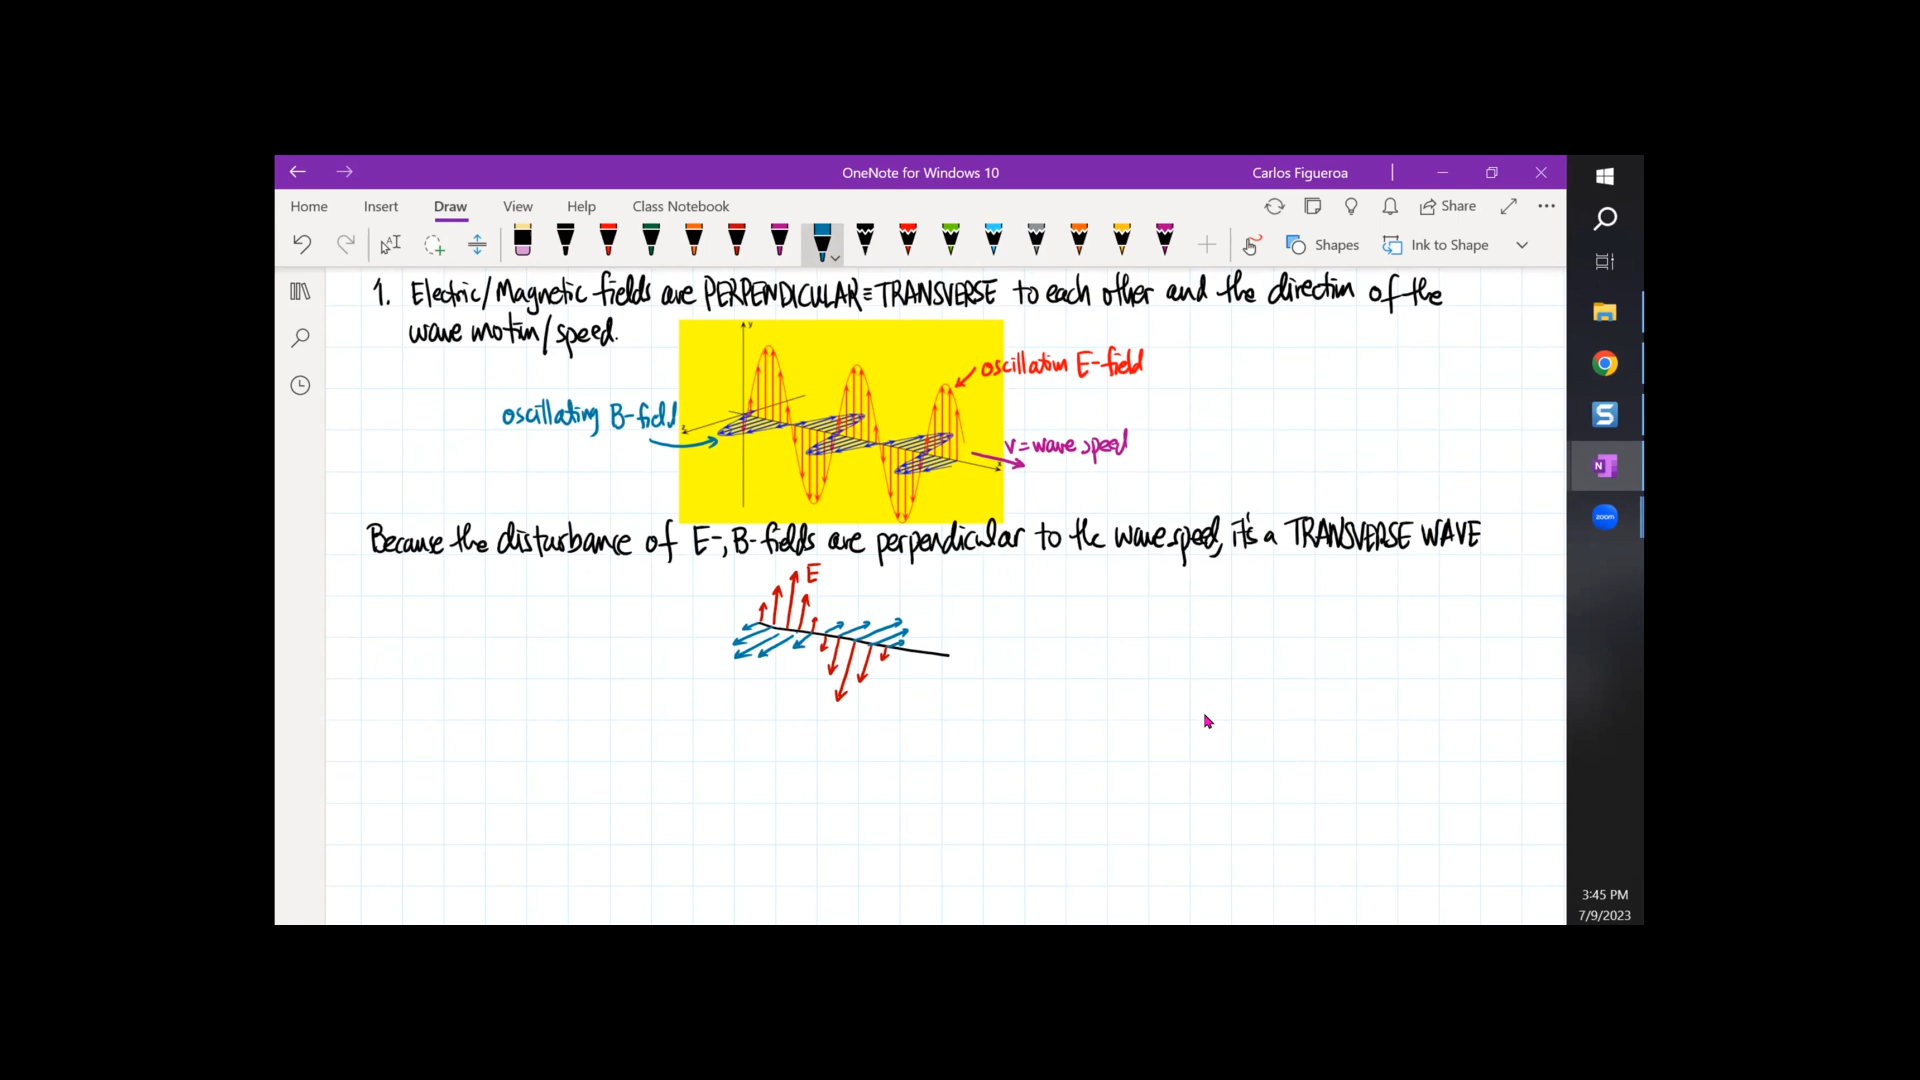 OneNote for Windows 10
Carlos Figueroa
Home Insert Draw View Help Class Notebook
Share
Shapes
Ink to Shape
1. Electric/Magnetic fields are PERPENDICULAR≡TRANSVERSE to each other and the direction of the
wave motion/speed.
y
oscillation E-field
oscillating B-field
z
v=wave speed
x
Because the disturbance of E-, B-fields are perpendicular to the wave speed, it's a TRANSVERSE WAVE
E
zoom
3:45 PM
7/9/2023